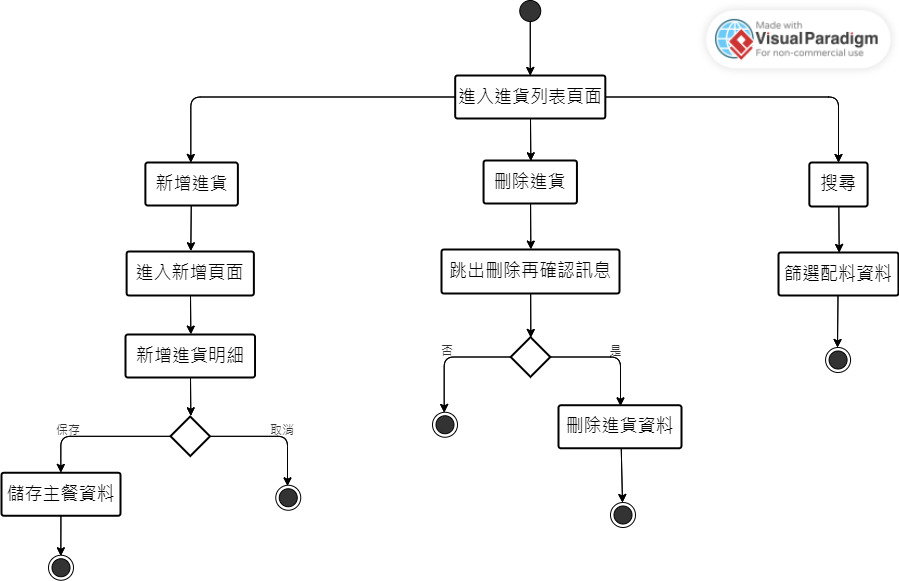 Made with
VisualParadigm
For non-commercial use
進入進貨列表頁面
新增進貨
刪除進貨
搜尋
進入新增頁面
跳出刪除再確認訊息
篩選配料資料
新增進貨明細
否
是
保存
取消
刪除進貨資料
儲存主餐資料